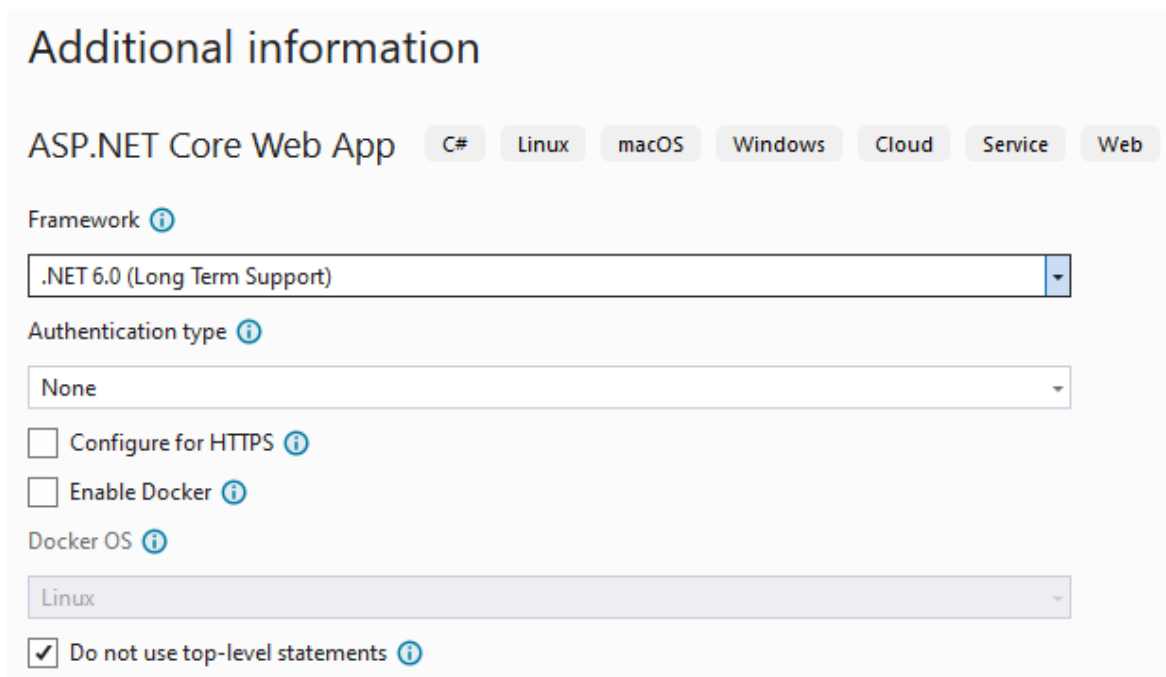 Additional information
ASP.NET Core Web App C# Linux macOS Windows Cloud Service Web
Framework
.NET 6.0 (Long Term Support)
Authentication type
None
Configure for HTTPS
Enable Docker
Docker OS
Linux
Do not use top-level statements